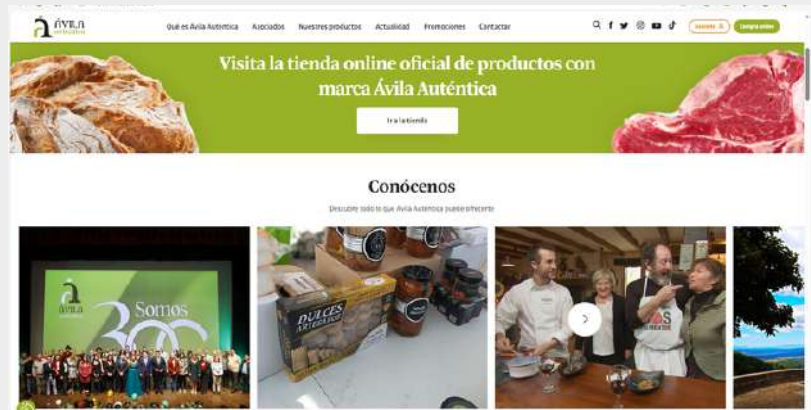 ÁVILA
Qué es Ávila Auténtica Asociados Nuestros productos Actualidad Promociones Contactar
Compra online
Visita la tienda online oficial de productos con
marca Ávila Auténtica
Ir a la tienda
Conócenos
Descubre todo lo que Ávila Auténtica puede ofrecerte
ávila
Somos
300
DULCES
ARTESANOS